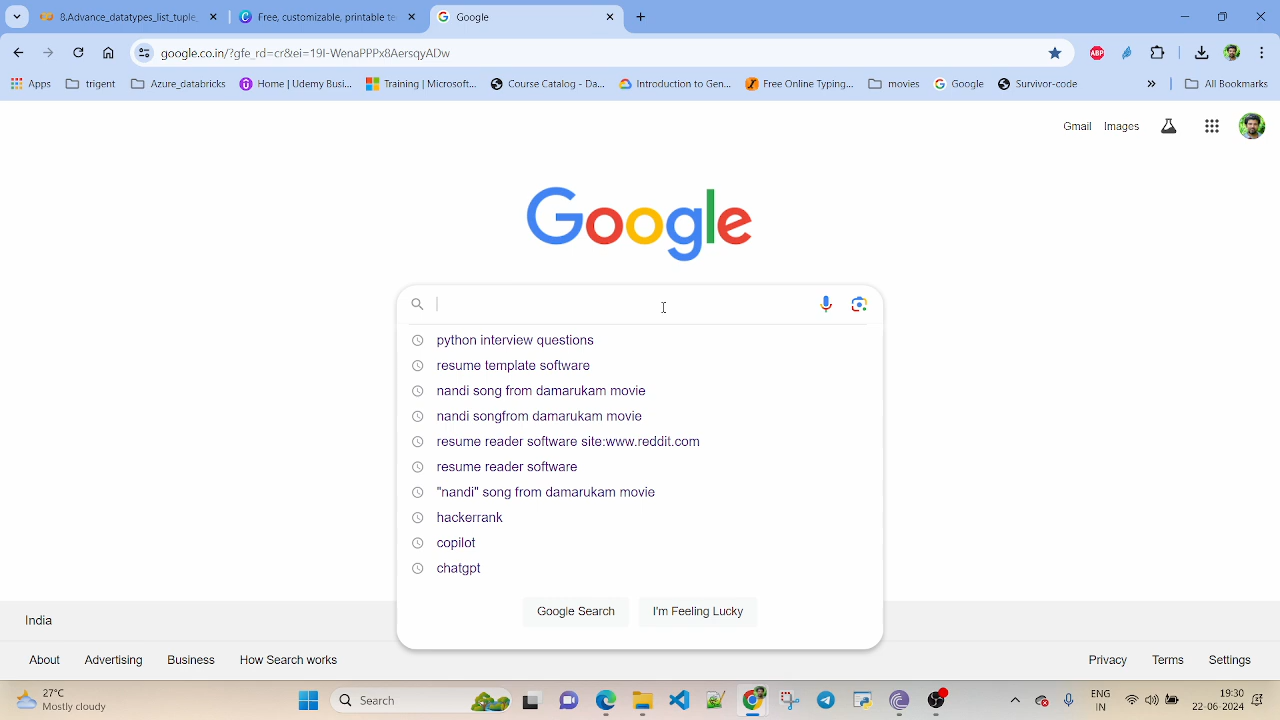 8.Advance_datatypes_list_tuple_
Free, customizable, printable te
Google
google.co.in/?gfe_rd=cr&ei=19I-WenaPPPx8AersqyADw
ABP
Apps
trigent
Azure_databricks
Home | Udemy Busi...
Training | Microsoft...
Course Catalog - Da...
Introduction to Gen...
Free Online Typing...
movies
Google
Survivor-code
»
All Bookmarks
Gmail
Images
Google
python interview questions
resume template software
nandi song from damarukam movie
nandi songfrom damarukam movie
resume reader software site:www.reddit.com
resume reader software
"nandi" song from damarukam movie
hackerrank
copilot
chatgpt
Google Search
I'm Feeling Lucky
India
About
Advertising
Business
How Search works
Privacy
Terms
Settings
27°C
Mostly cloudy
Search
ENG
IN
19:30
22-06-2024